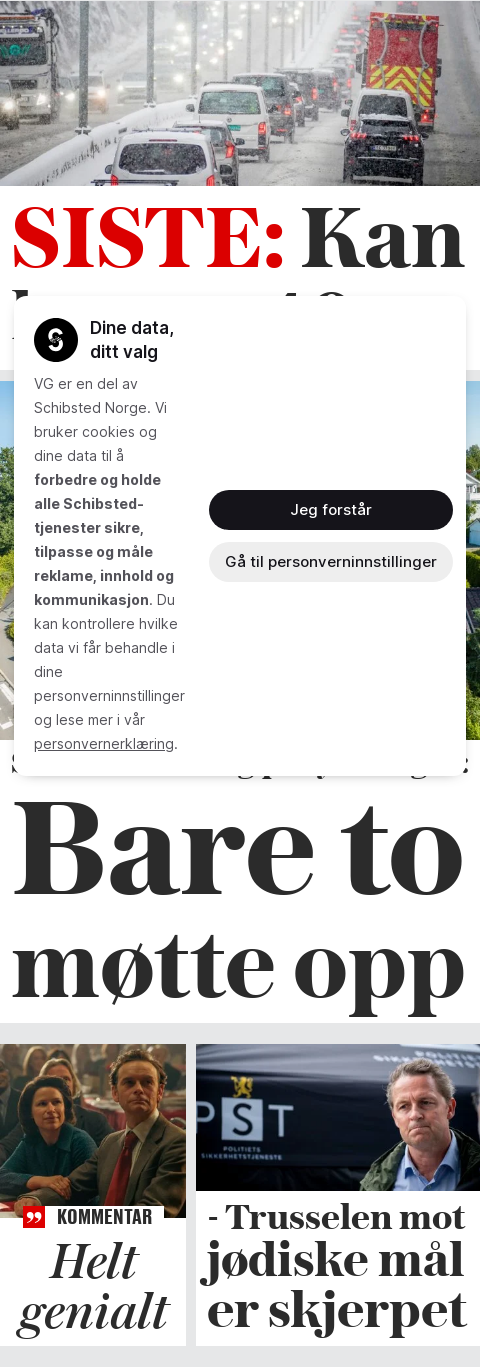 SISTE: Kan
Dine data,
ditt valg
VG er en del av
Schibsted Norge. Vi
bruker cookies og
dine data til å
forbedre og holde
alle Schibsted-
tjenester sikre,
tilpasse og måle
reklame, innhold og
kommunikasjon. Du
kan kontrollere hvilke
data vi får behandle i
dine
personverninnstillinger
og lese mer i vår
personvernerklæring.
Jeg forstår
Gå til personverninnstillinger
Bare to
møtte opp
KOMMENTAR
Helt
genialt
PST
POLITIETS
SIKKERHETSTJENESTE
- Trusselen mot
jødiske mål
er skjerpet